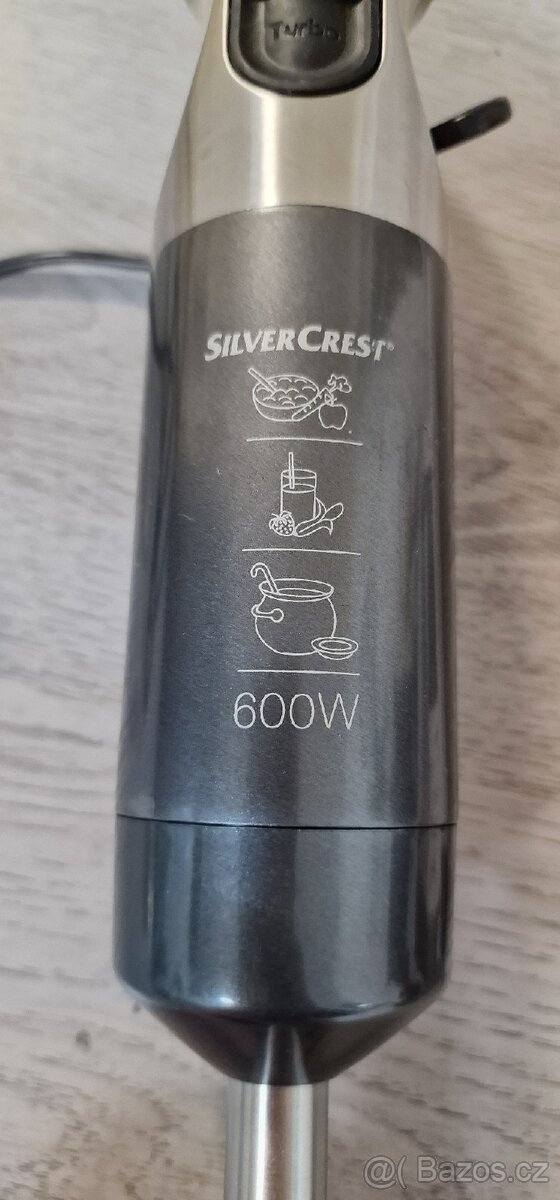 Turbo
SILVERCREST®
600W
@( Bazos.cz